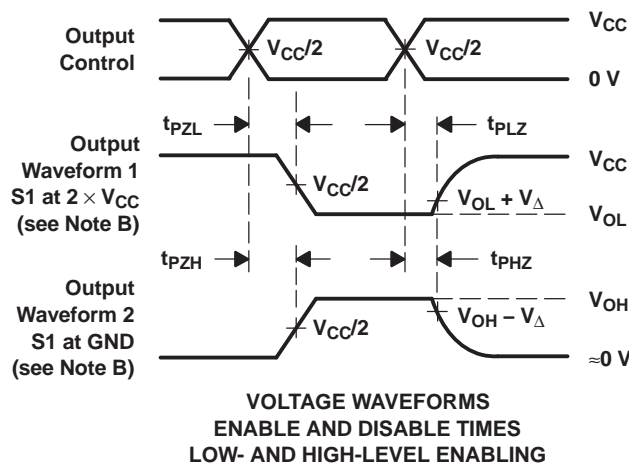 Output
Control
V_CC/2
V_CC/2
V_CC
0 V
t_PZL
t_PLZ
Output
Waveform 1
S1 at 2 × V_CC
(see Note B)
V_CC/2
V_CC
V_OL + V_Δ
V_OL
t_PZH
t_PHZ
Output
Waveform 2
S1 at GND
(see Note B)
V_CC/2
V_OH
V_OH − V_Δ
≈0 V
VOLTAGE WAVEFORMS
ENABLE AND DISABLE TIMES
LOW- AND HIGH-LEVEL ENABLING